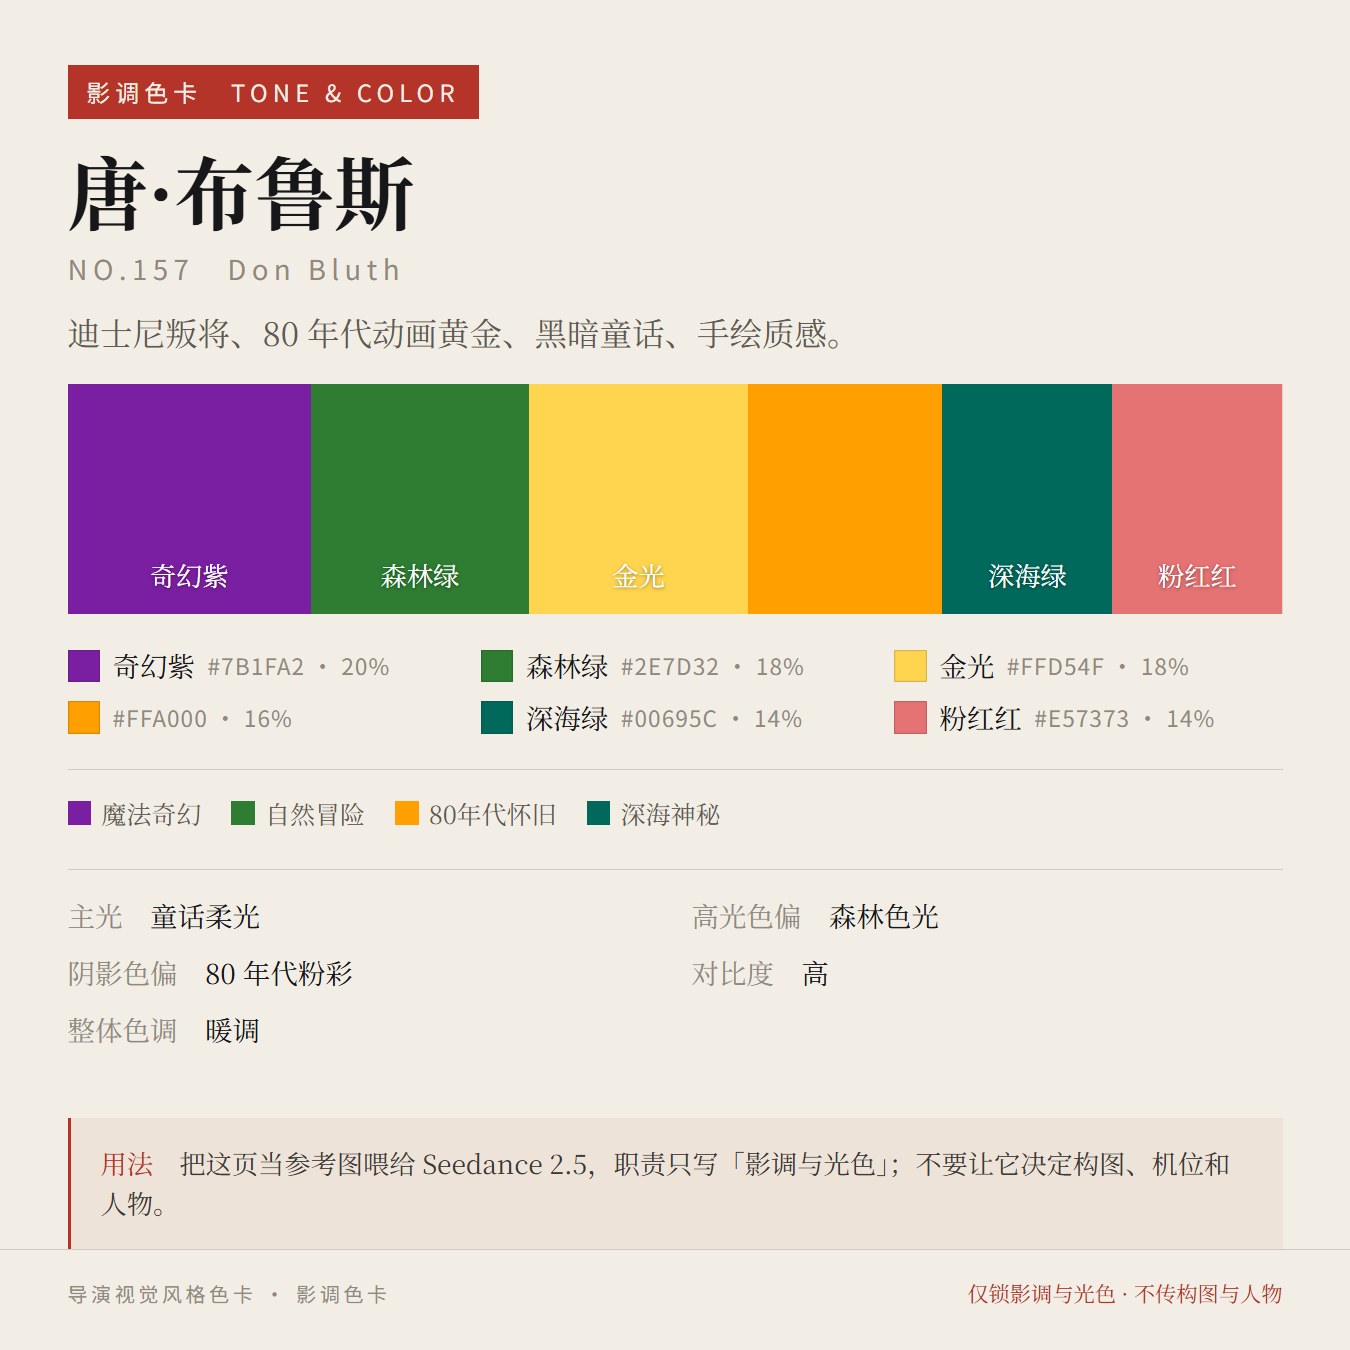 影调色卡 TONE & COLOR
唐·布鲁斯
NO.157 Don Bluth
迪士尼叛将、80 年代动画黄金、黑暗童话、手绘质感。
奇幻紫 森林绿 金光 深海绿 粉红红
奇幻紫 #7B1FA2 • 20% 森林绿 #2E7D32 • 18% 金光 #FFD54F • 18%
#FFA000 • 16% 深海绿 #00695C • 14% 粉红红 #E57373 • 14%
魔法奇幻 自然冒险 80年代怀旧 深海神秘
主光 童话柔光 高光色偏 森林色光
阴影色偏 80 年代粉彩 对比度 高
整体色调 暖调
用法 把这页当参考图喂给 Seedance 2.5，职责只写「影调与光色」；不要让它决定构图、机位和
人物。
导演视觉风格色卡 • 影调色卡 仅锁影调与光色 · 不传构图与人物